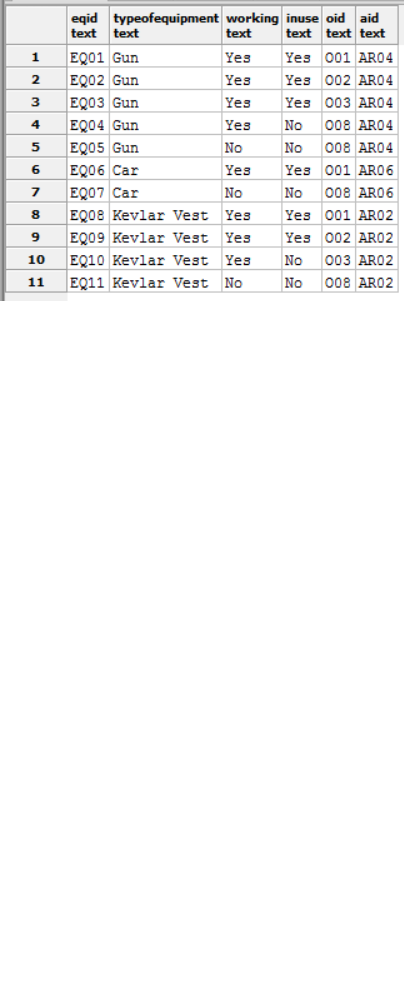 eqid typeofequipment working inuse oid aid
text text text text text text
1 EQ01 Gun Yes Yes O01 AR04
2 EQ02 Gun Yes Yes O02 AR04
3 EQ03 Gun Yes Yes O03 AR04
4 EQ04 Gun Yes No O08 AR04
5 EQ05 Gun No No O08 AR04
6 EQ06 Car Yes Yes O01 AR06
7 EQ07 Car No No O08 AR06
8 EQ08 Kevlar Vest Yes Yes O01 AR02
9 EQ09 Kevlar Vest Yes Yes O02 AR02
10 EQ10 Kevlar Vest Yes No O03 AR02
11 EQ11 Kevlar Vest No No O08 AR02